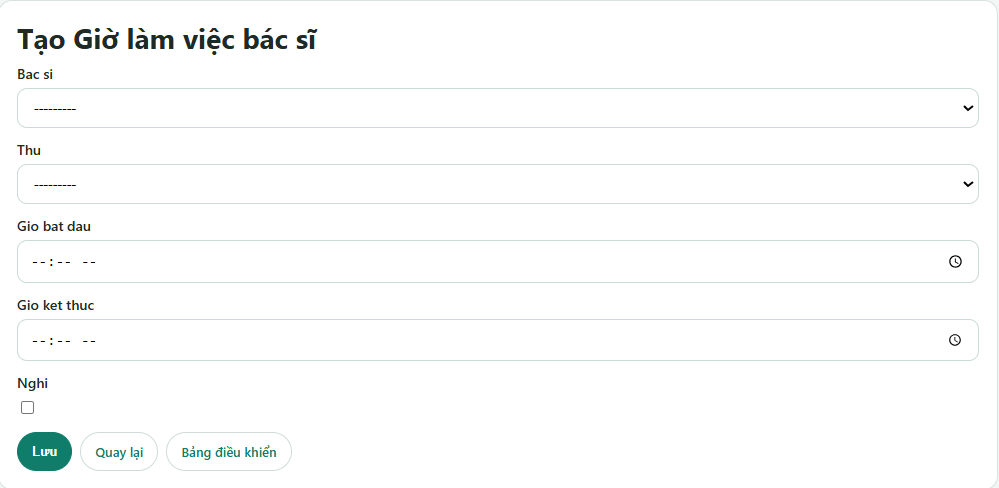 Tạo Giờ làm việc bác sĩ
Bac si
---------
Thu
---------
Gio bat dau
--:-- --
Gio ket thuc
--:-- --
Nghi
Lưu Quay lại Bảng điều khiển